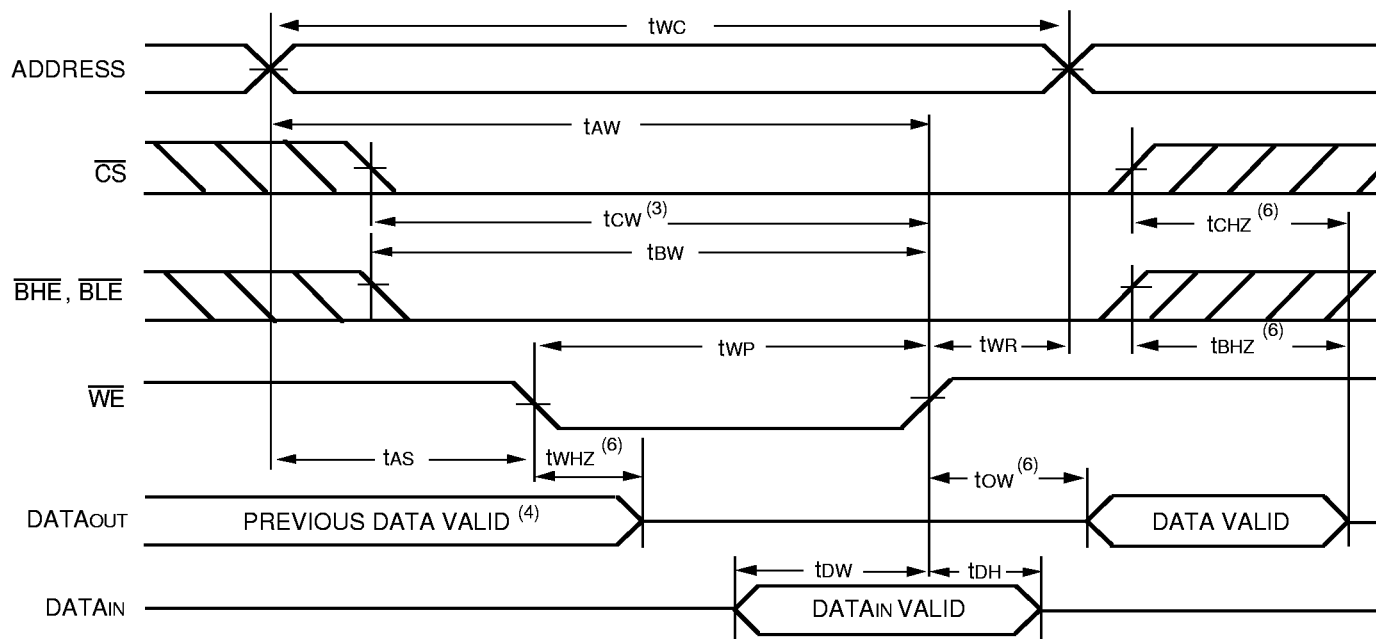 tWC
ADDRESS
tAW
CS
tCW (3)
tCHZ (6)
tBW
BHE, BLE
tWP
tWR
tBHZ (6)
WE
tAS
tWHZ (6)
tOW (6)
DATAOUT
PREVIOUS DATA VALID (4)
DATA VALID
tDW
tDH
DATAIN
DATAIN VALID